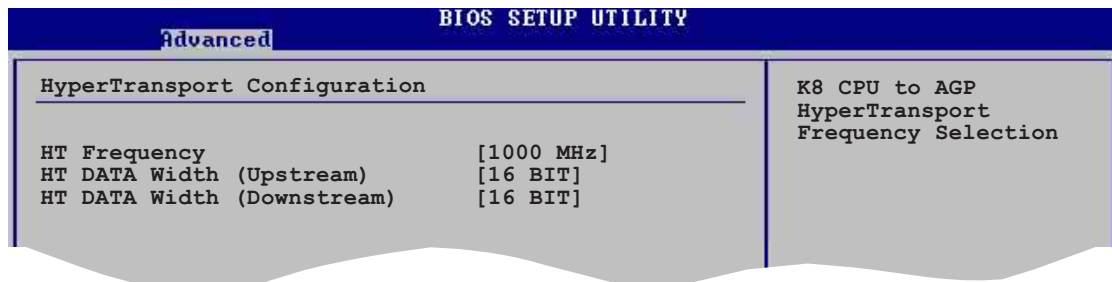 BIOS SETUP UTILITY
Advanced
HyperTransport Configuration
HT Frequency [1000 MHz]
HT DATA Width (Upstream) [16 BIT]
HT DATA Width (Downstream) [16 BIT]
K8 CPU to AGP
HyperTransport
Frequency Selection